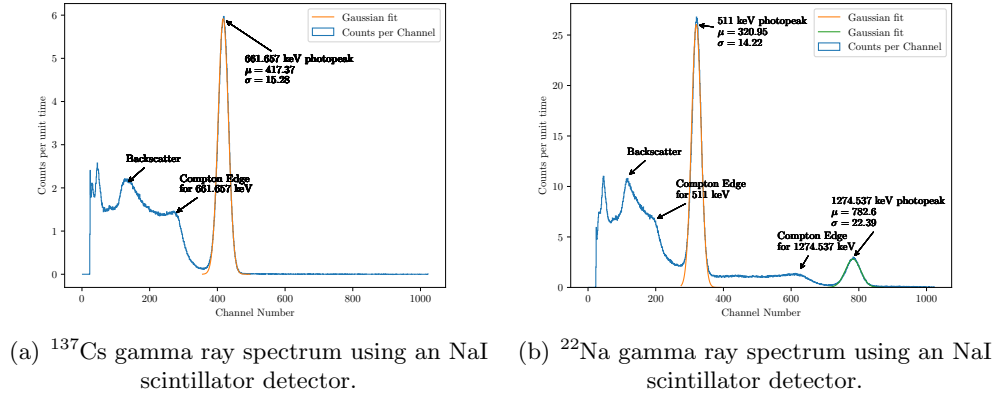 Gaussian fit
Counts per Channel
661.657 keV photopeak
μ = 417.37
σ = 15.28
Backscatter
Compton Edge
for 661.657 keV
Counts per unit time
6
5
4
3
2
1
0
0 200 400 600 800 1000
Channel Number
(a) ¹³⁷Cs gamma ray spectrum using an NaI
scintillator detector.
Gaussian fit
Gaussian fit
Counts per Channel
511 keV photopeak
μ = 320.95
σ = 14.22
Backscatter
Compton Edge
for 511 keV
1274.537 keV photopeak
μ = 782.6
σ = 22.39
Compton Edge
for 1274.537 keV
Counts per unit time
25
20
15
10
5
0
0 200 400 600 800 1000
Channel Number
(b) ²²Na gamma ray spectrum using an NaI
scintillator detector.